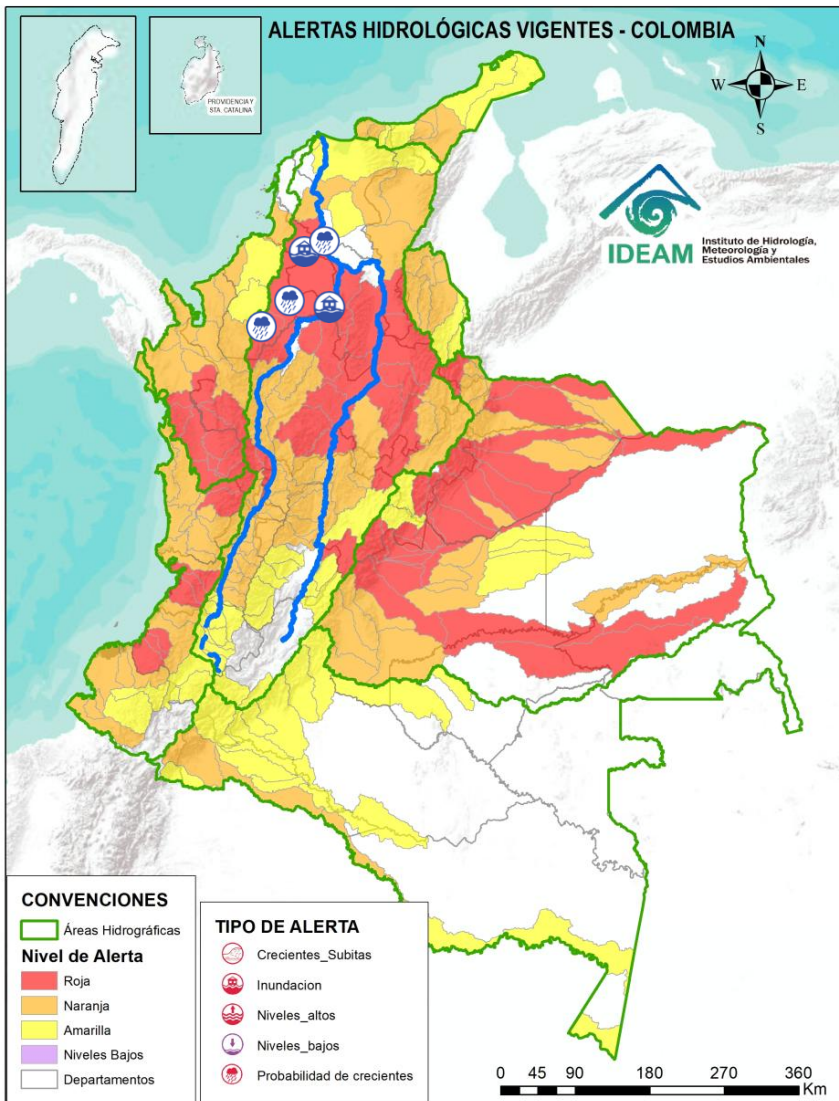 ALERTAS HIDROLÓGICAS VIGENTES - COLOMBIA
PROVIDENCIA Y
STA. CATALINA
N
W
E
S
IDEAM
Instituto de Hidrología,
Meteorología y
Estudios Ambientales
CONVENCIONES
Áreas Hidrográficas
Nivel de Alerta
Roja
Naranja
Amarilla
Niveles Bajos
Departamentos
TIPO DE ALERTA
Crecientes_Subitas
Inundacion
Niveles_altos
Niveles_bajos
Probabilidad de crecientes
0 45 90 180 270 360
Km